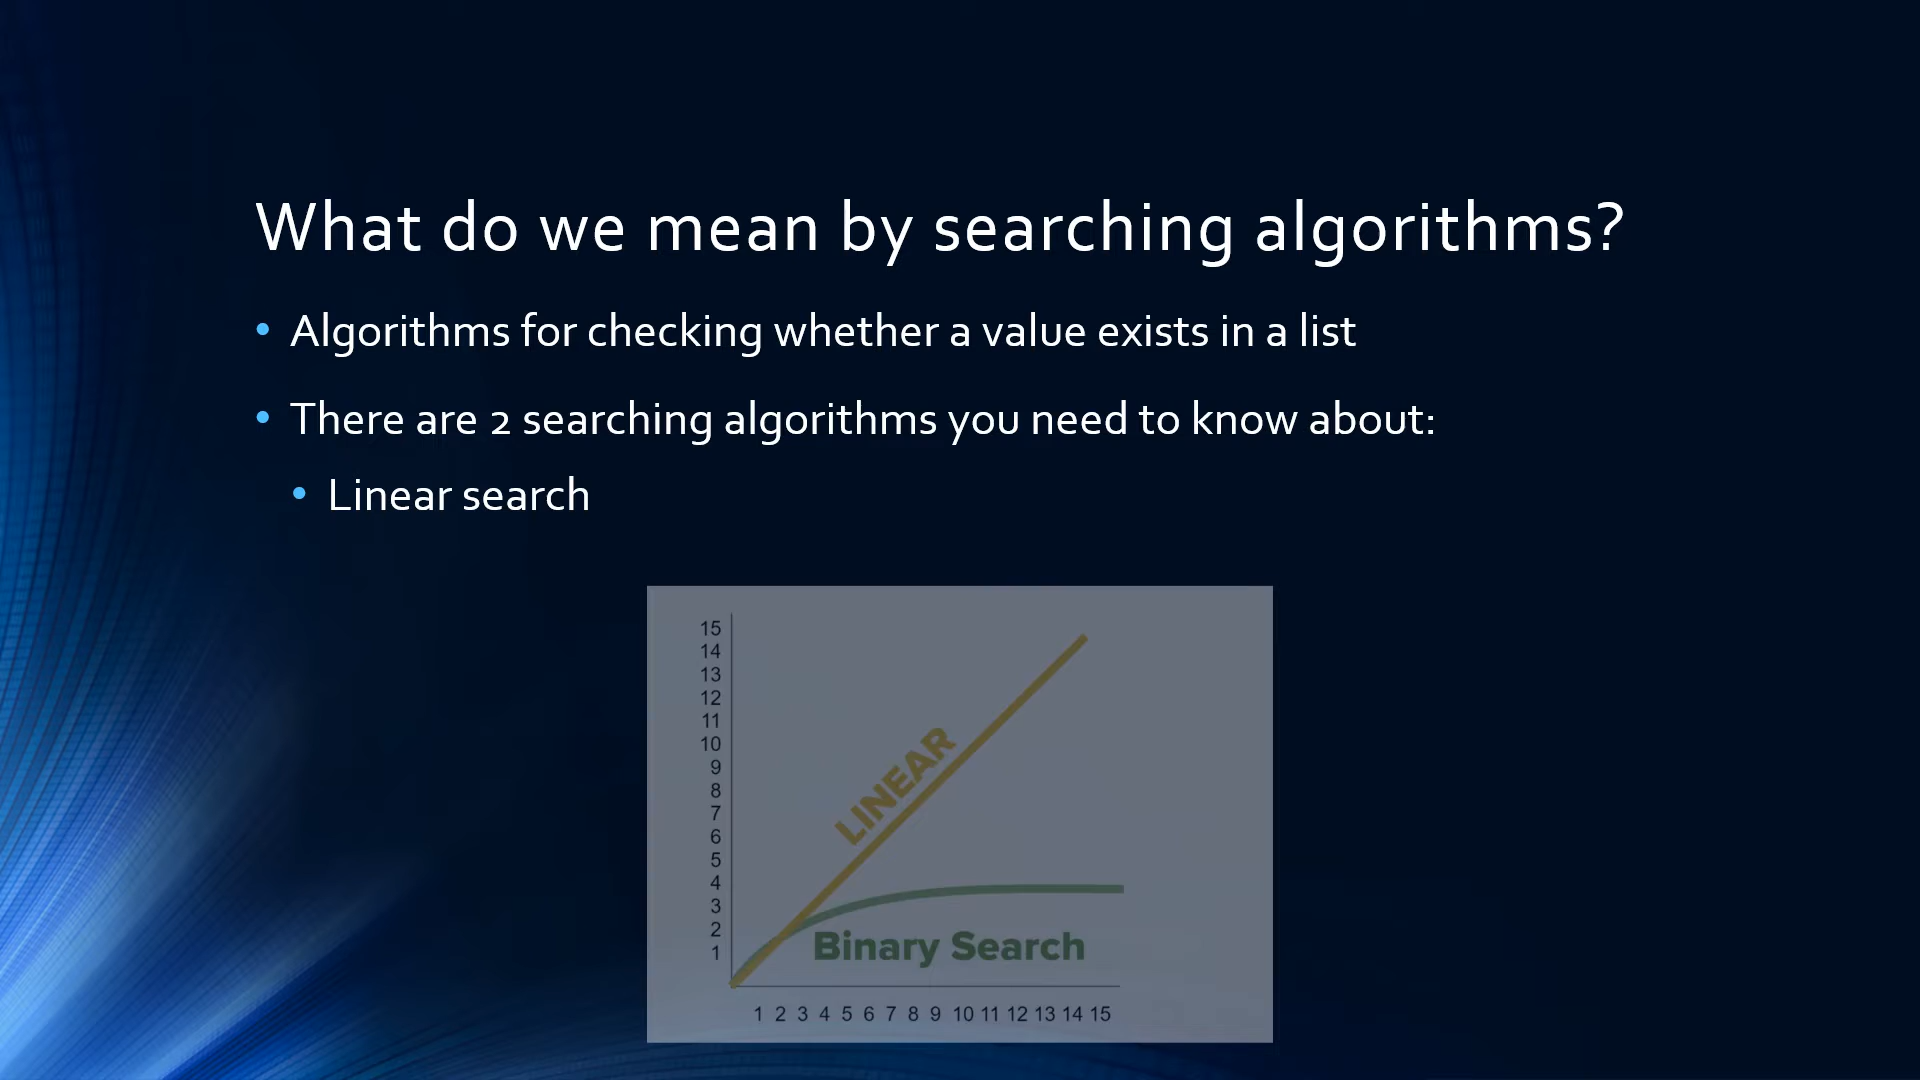 What do we mean by searching algorithms?
• Algorithms for checking whether a value exists in a list
• There are 2 searching algorithms you need to know about:
• Linear search
15
14
13
12
11
10
9
8
7
6
5
4
3
2
1
LINEAR
Binary Search
1 2 3 4 5 6 7 8 9 10 11 12 13 14 15